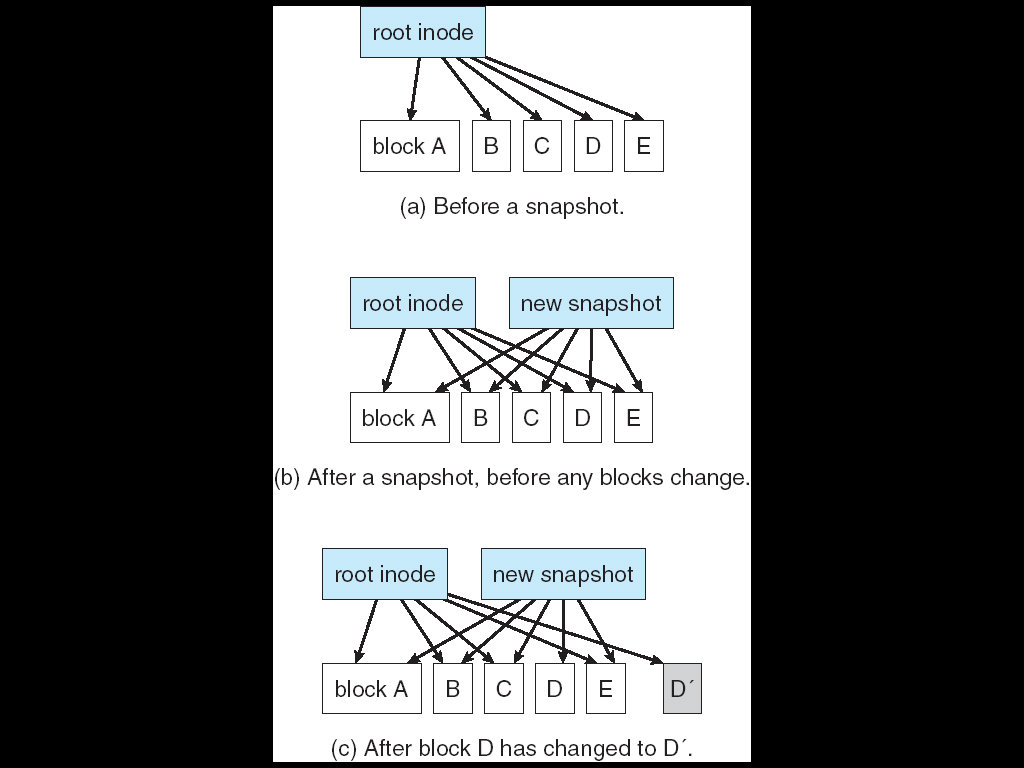 root inode
block A B C D E
(a) Before a snapshot.
root inode new snapshot
block A B C D E
(b) After a snapshot, before any blocks change.
root inode new snapshot
block A B C D E D´
(c) After block D has changed to D´.